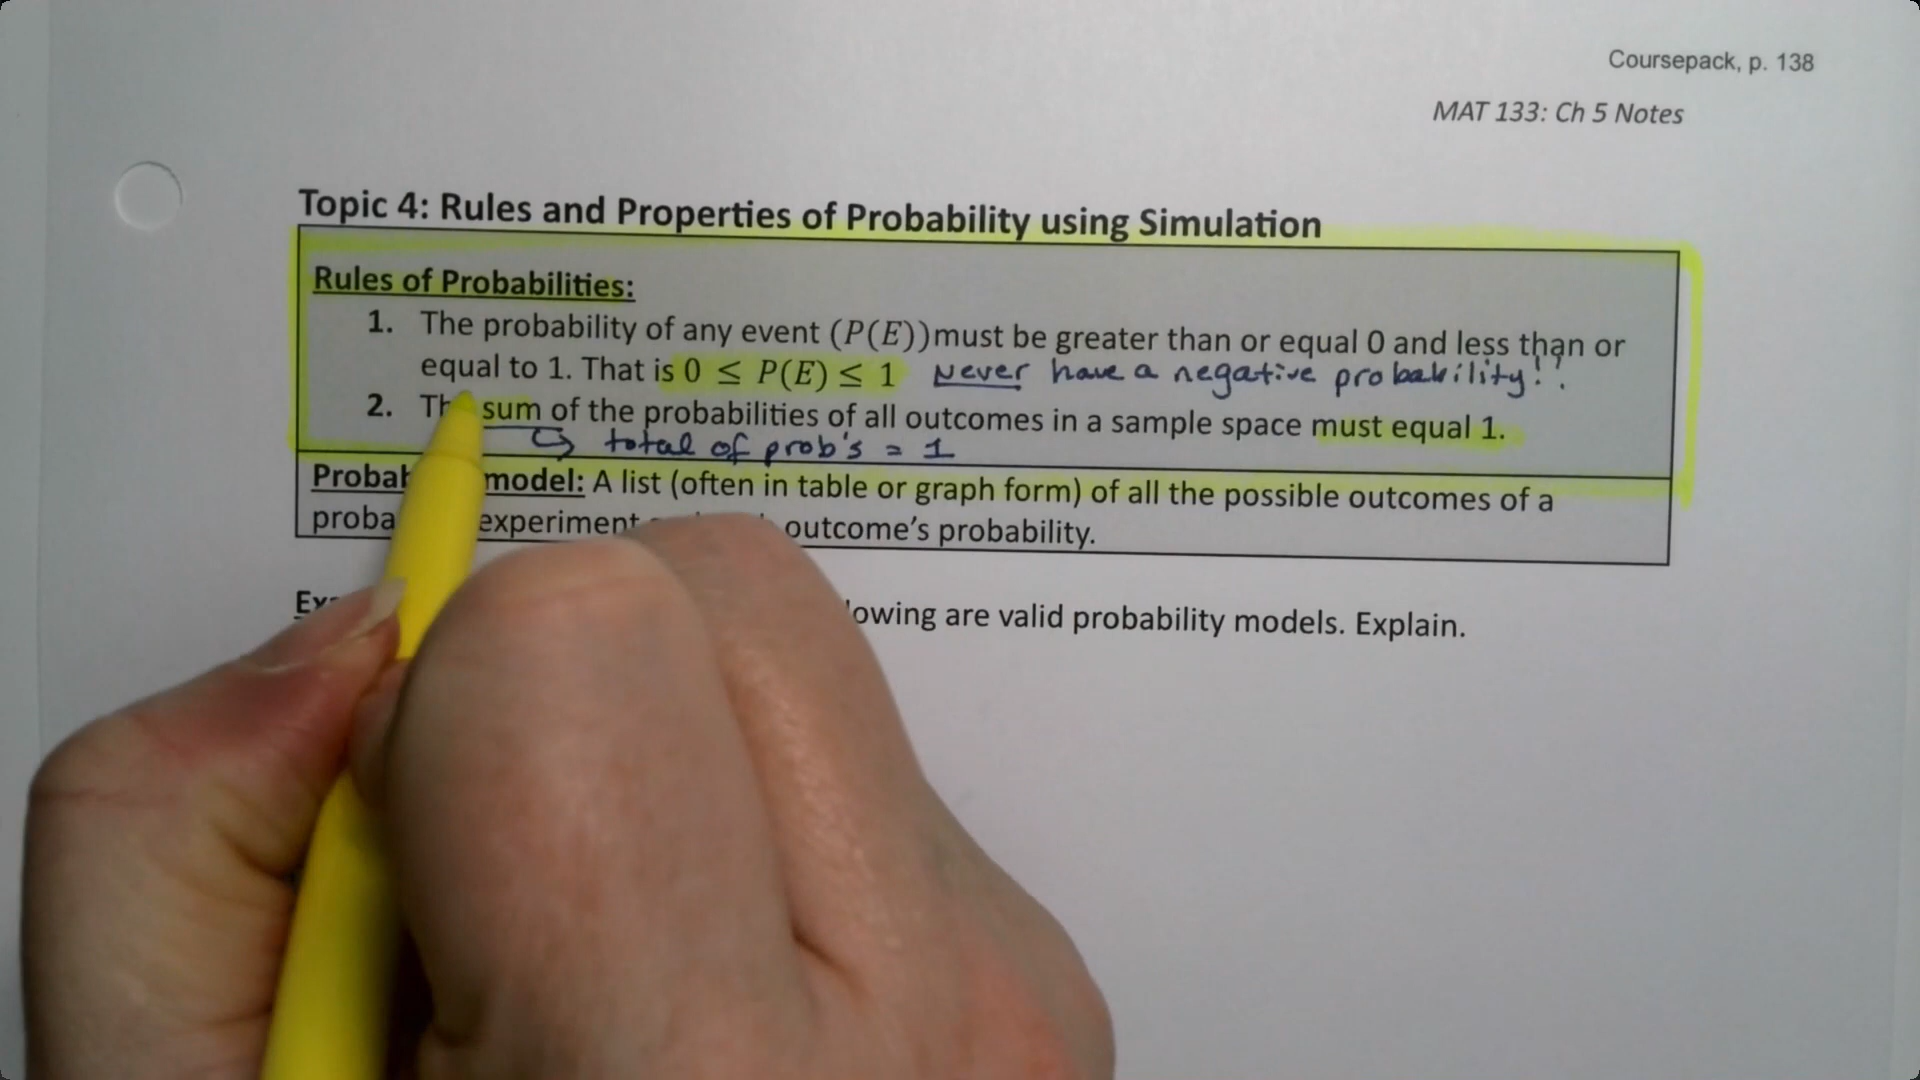 Coursepack, p. 138
MAT 133: Ch 5 Notes
Topic 4: Rules and Properties of Probability using Simulation
Rules of Probabilities:
1. The probability of any event (P(E))must be greater than or equal 0 and less than or
equal to 1. That is 0 ≤ P(E) ≤ 1 Never have a negative probability!!
2. The sum of the probabilities of all outcomes in a sample space must equal 1.
↳ total of prob's = 1
model: A list (often in table or graph form) of all the possible outcomes of a
experiment outcome's probability.
are valid probability models. Explain.